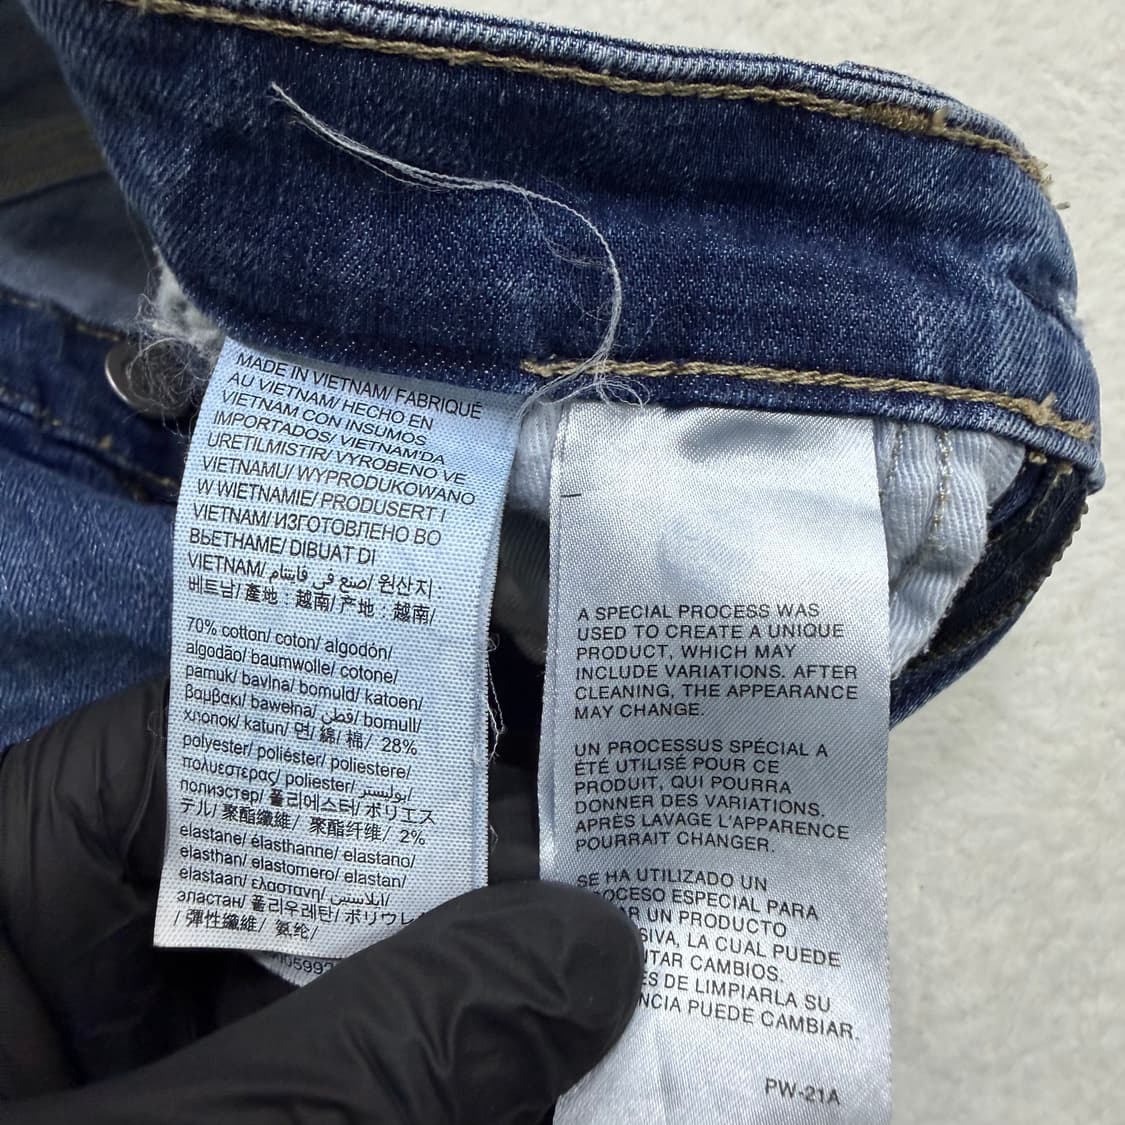 MADE IN VIETNAM/ FABRIQUÉ
AU VIETNAM/ HECHO EN
VIETNAM CON INSUMOS
IMPORTADOS/ VIETNAM'DA
URETILMISTIR/ VYROBENO VE
VIETNAMU/ WYPRODUKOWANO
W WIETNAMIE/ PRODUSERT I
VIETNAM/ ИЗГОТОВЛЕНО ВО
ВЬЕТНАМЕ/ DIBUAT DI
VIETNAM/ صنع في فايتنام/ 원산지 :
베트남/ 產地 : 越南/ 产地 : 越南/
70% cotton/ coton/ algodón/
algodão/ baumwolle/ cotone/
pamuk/ bavlna/ bomuld/ katoen/
βαμβακι/ bawełna/ قطن/ bomull/
хлопок/ katun/ 면/ 綿/ 棉/ 28%
polyester/ poliéster/ poliestere/
πολυεστερας/ poliester/ بوليستر/
полиэстер/ 폴리에스터/ ポリエス
テル/ 聚酯纖維/ 聚酯纤维/ 2%
elastane/ élasthanne/ elastano/
elasthan/ elastomero/ elastan/
elastaan/ ελαστανη/ ايلاستين/
эластан/ 폴리우레탄/ ポリウレ
/ 彈性纖維/ 氨纶/
A SPECIAL PROCESS WAS
USED TO CREATE A UNIQUE
PRODUCT, WHICH MAY
INCLUDE VARIATIONS. AFTER
CLEANING, THE APPEARANCE
MAY CHANGE.
UN PROCESSUS SPÉCIAL A
ÉTÉ UTILISÉ POUR CE
PRODUIT, QUI POURRA
DONNER DES VARIATIONS.
APRÈS LAVAGE L'APPARENCE
POURRAIT CHANGER.
SE HA UTILIZADO UN
OCESO ESPECIAL PARA
AR UN PRODUCTO
SIVA, LA CUAL PUEDE
NTAR CAMBIOS.
ES DE LIMPIARLA SU
NCIA PUEDE CAMBIAR.
PW-21A